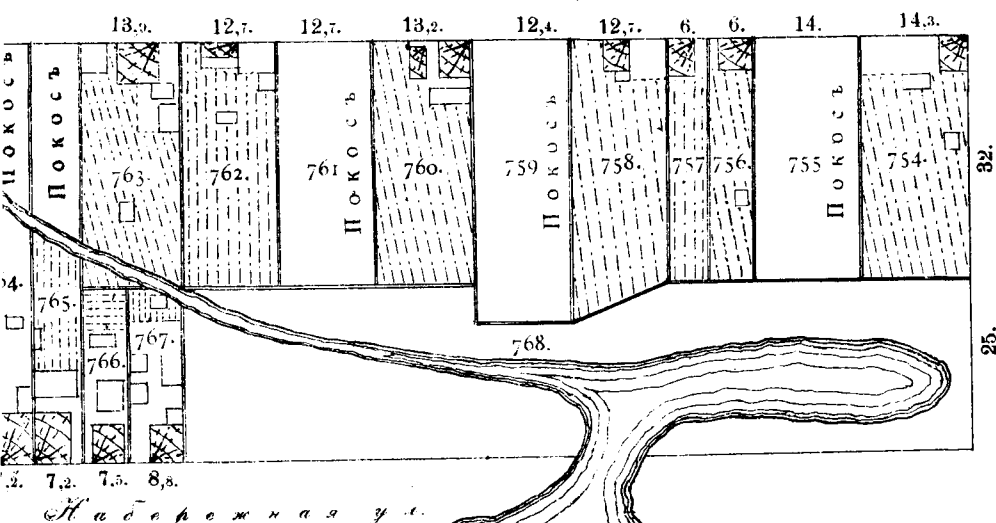 13,9. 12,7. 12,7. 13,2. 12,4. 12,7. 6. 6. 14. 14,3.
Покосъ
Покосъ
763.
762.
761
Покосъ
760.
759
Покосъ
758.
757
756.
755
Покосъ
754.
32.
765.
766.
767.
768.
25.
7,2. 7,5. 8,8.
Набережная ул.